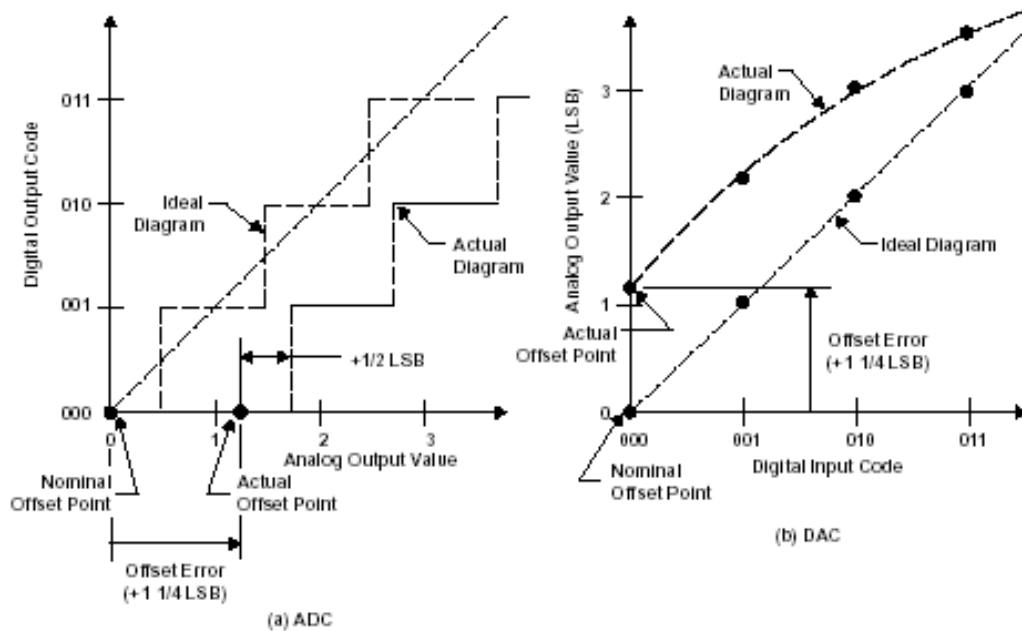 Digital Output Code
011
010
001
000
Ideal
Diagram
Actual
Diagram
+1/2 LSB
0
1
2
3
Analog Output Value
Nominal
Offset Point
Actual
Offset Point
Offset Error
(+1 1/4 LSB)
(a) ADC
Analog Output Value (LSB)
3
2
1
0
Actual
Diagram
Ideal Diagram
Actual
Offset Point
Offset Error
(+1 1/4 LSB)
000
001
010
011
Digital Input Code
Nominal
Offset Point
(b) DAC